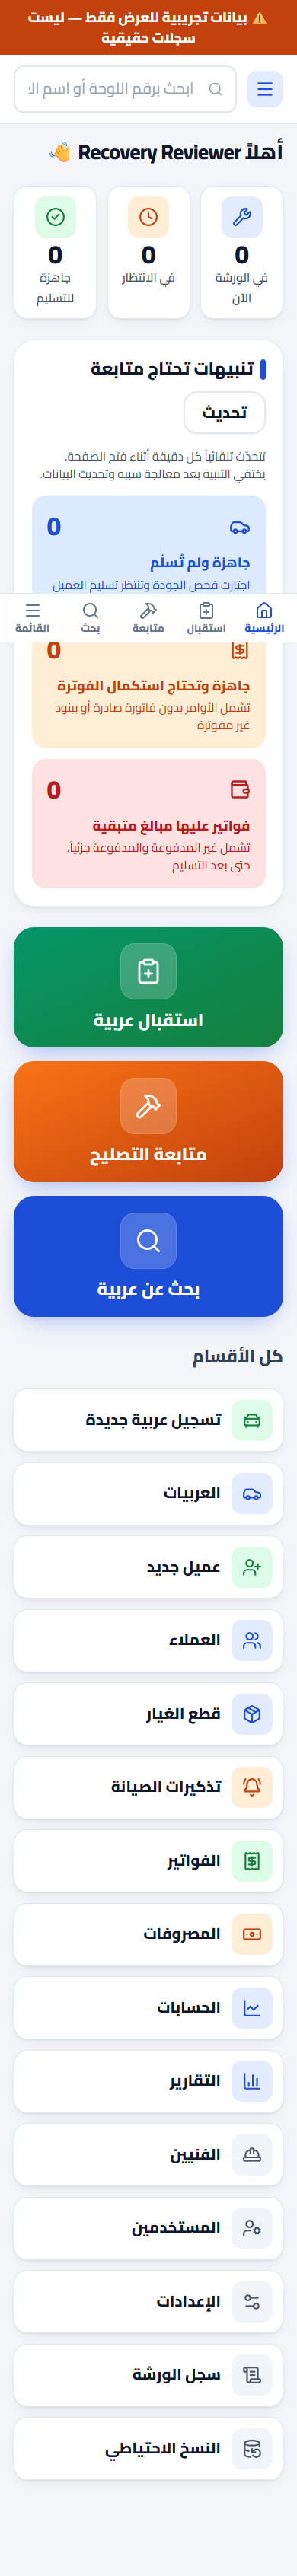 ⚠️ بيانات تجريبية للعرض فقط — ليست
سجلات حقيقية
ابحث برقم اللوحة أو اسم ال
أهلاً Recovery Reviewer 👋
0
في الورشة
الآن
0
في الانتظار
0
جاهزة
للتسليم
تنبيهات تحتاج متابعة
تحديث
تتحدّث تلقائياً كل دقيقة أثناء فتح الصفحة.
يختفي التنبيه بعد معالجة سببه وتحديث البيانات.
0
جاهزة ولم تُسلّم
اجتازت فحص الجودة وتنتظر تسليم العميل
الرئيسية
استقبال
متابعة
بحث
القائمة
0
جاهزة وتحتاج استكمال الفوترة
تشمل الأوامر بدون فاتورة صادرة أو ببنود
غير مفوترة
0
فواتير عليها مبالغ متبقية
تشمل غير المدفوعة والمدفوعة جزئياً،
حتى بعد التسليم
استقبال عربية
متابعة التصليح
بحث عن عربية
كل الأقسام
تسجيل عربية جديدة
العربيات
عميل جديد
العملاء
قطع الغيار
تذكيرات الصيانة
الفواتير
المصروفات
الحسابات
التقارير
الفنيين
المستخدمين
الإعدادات
سجل الورشة
النسخ الاحتياطي